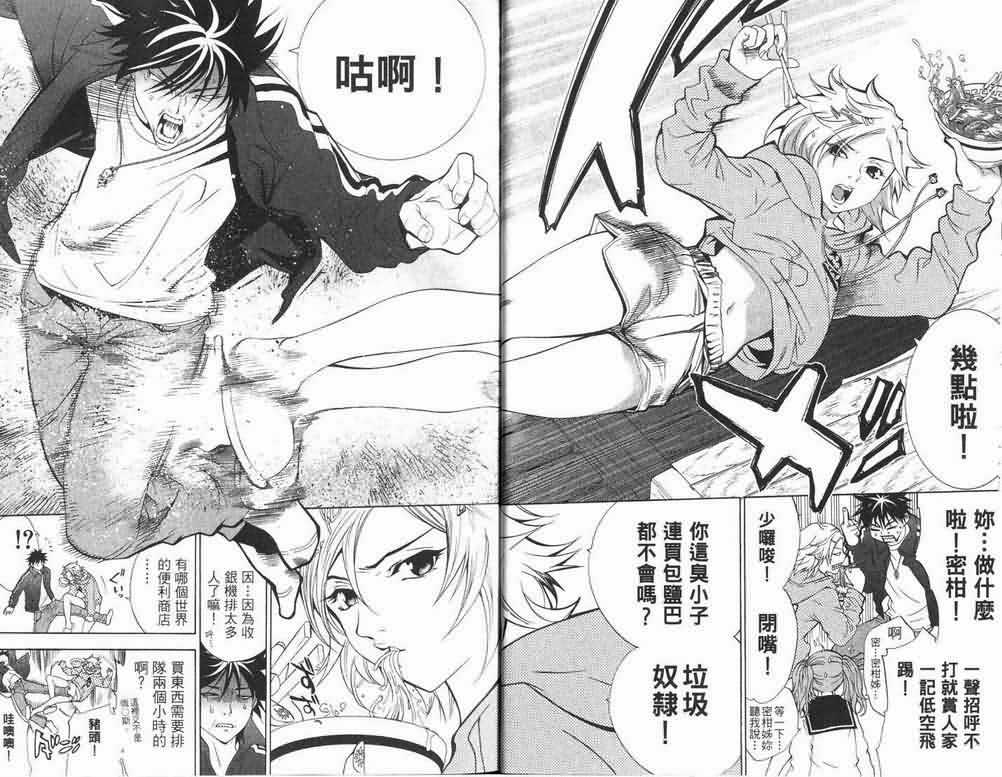 幾點啦！
咕啊！
妳…做什麼
啦！密柑！
一聲招呼不
打就賞人家
一記低空飛
踢！
少囉唆！
閉嘴！
啊
密…密柑姊…
等一下…
密柑姊妳
聽我說…
你這臭小子
連買包鹽巴
都不會嗎？
垃圾
奴隸！
因…因為收
銀機排太多
人了嘛！
有哪個世界
的便利商店
……
!?
買東西需要排
隊兩個小時的
啊？
豬頭！
哇噢噢！